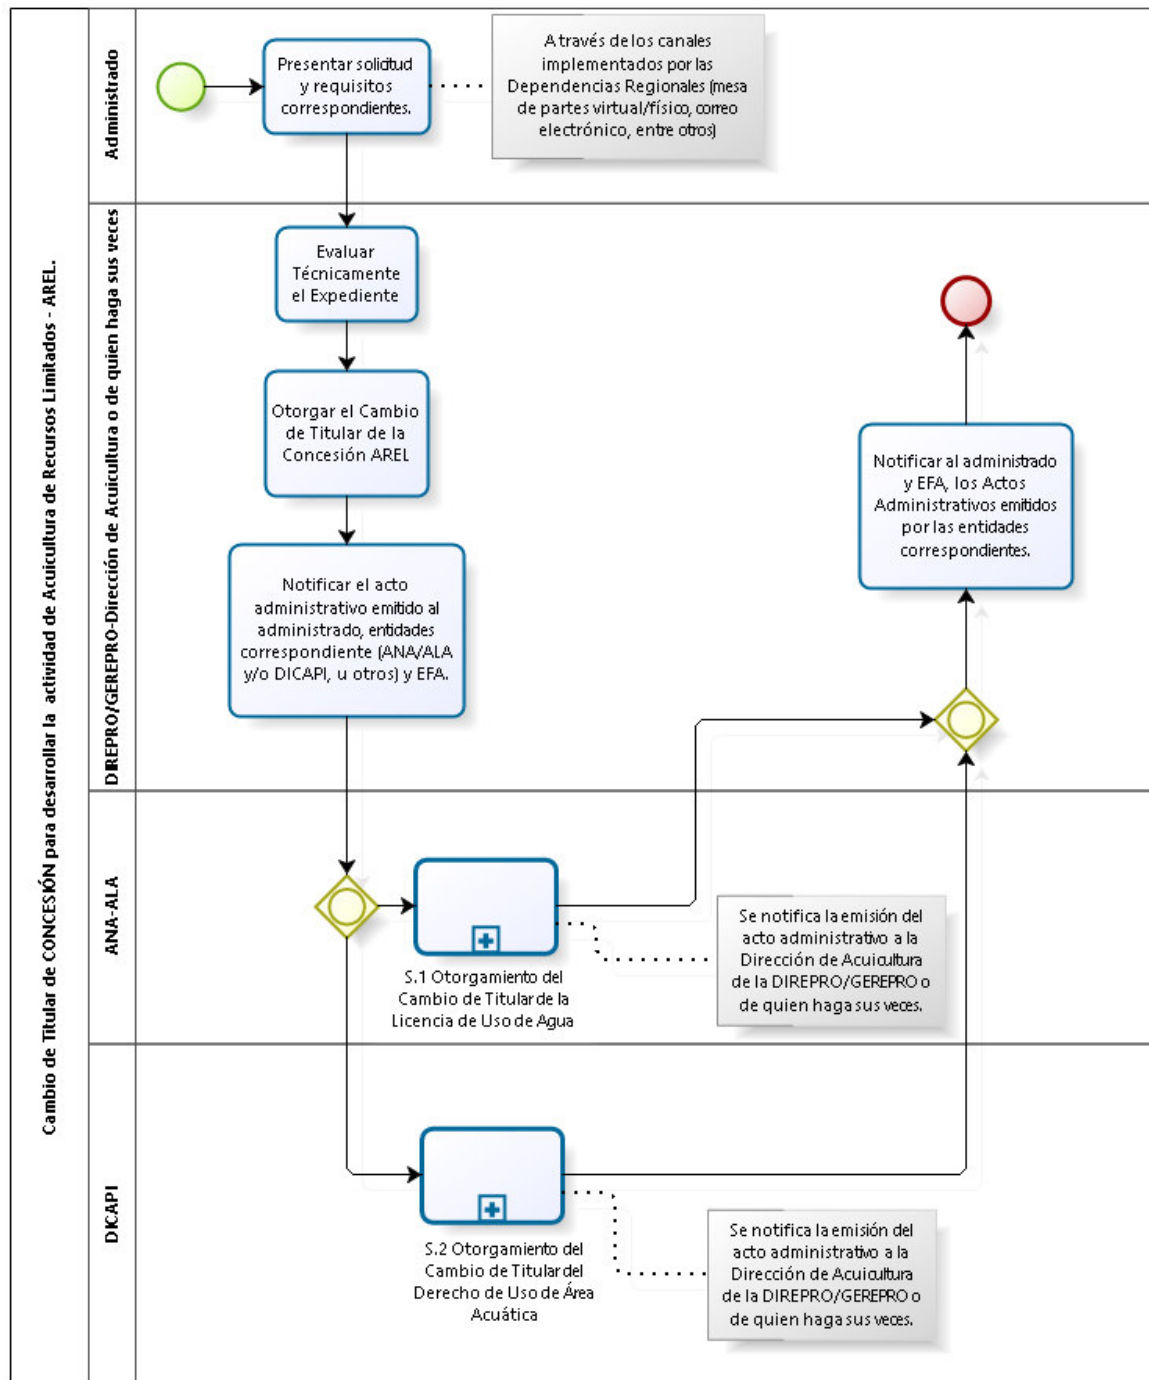 Cambio de Titular de CONCESIÓN para desarrollar la actividad de Acuicultura de Recursos Limitados - AREL.
Administrado
Presentar solicitud
y requisitos
correspondientes.
A través de los canales
implementados por las
Dependencias Regionales (mesa
de partes virtual/físico, correo
electrónico, entre otros)
DIREPRO/GEREPRO-Dirección de Acuicultura o de quien haga sus veces
Evaluar
Técnicamente
el Expediente
Otorgar el Cambio
de Titular de la
Concesión AREL
Notificar el acto
administrativo emitido al
administrado, entidades
correspondiente (ANA/ALA
y/o DICAPI, u otros) y EFA.
Notificar al administrado
y EFA, los Actos
Administrativos emitidos
por las entidades
correspondientes.
ANA-ALA
S.1 Otorgamiento del
Cambio de Titular de la
Licencia de Uso de Agua
Se notifica la emisión del
acto administrativo a la
Dirección de Acuicultura
de la DIREPRO/GEREPRO o
de quien haga sus veces.
DICAPI
S.2 Otorgamiento del
Cambio de Titular del
Derecho de Uso de Área
Acuática
Se notifica la emisión del
acto administrativo a la
Dirección de Acuicultura
de la DIREPRO/GEREPRO o
de quien haga sus veces.